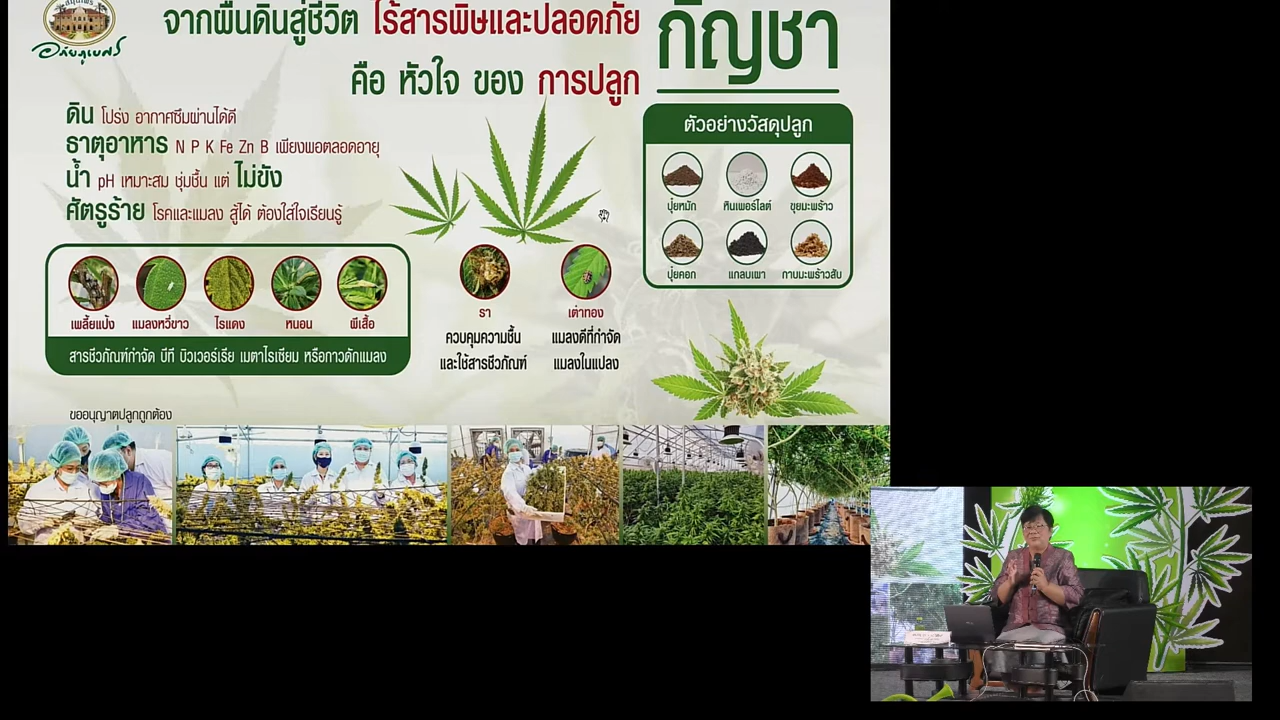 สมุนไพร
อภัยภูเบศร
จากผืนดินสู่ชีวิต ไร้สารพิษและปลอดภัย
คือ หัวใจ ของ การปลูก
กัญชา
ดิน โปร่ง อากาศซึมผ่านได้ดี
ธาตุอาหาร N P K Fe Zn B เพียงพอตลอดอายุ
น้ำ pH เหมาะสม ชุ่มชื้น แต่ ไม่ขัง
ศัตรูร้าย โรคและแมลง สู้ได้ ต้องใส่ใจเรียนรู้
ตัวอย่างวัสดุปลูก
ปุ๋ยหมัก หินเพอร์ไลต์ ขุยมะพร้าว
ปุ๋ยคอก แกลบเผา กาบมะพร้าวสับ
เพลี้ยแป้ง แมลงหวี่ขาว ไรแดง หนอน ผีเสื้อ
สารชีวภัณฑ์กำจัด บีที บิวเวอร์เรีย เมตาไรเซียม หรือกาวดักแมลง
รา
ควบคุมความชื้น
และใช้สารชีวภัณฑ์
เต่าทอง
แมลงดีที่กำจัด
แมลงในแปลง
ขออนุญาตปลูกถูกต้อง